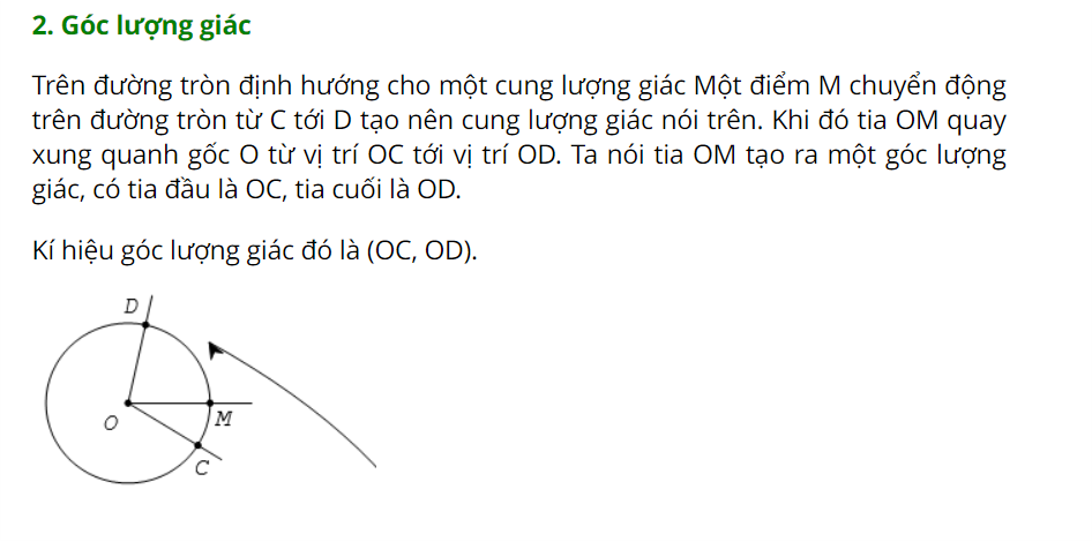 2. Góc lượng giác
Trên đường tròn định hướng cho một cung lượng giác Một điểm M chuyển động
trên đường tròn từ C tới D tạo nên cung lượng giác nói trên. Khi đó tia OM quay
xung quanh gốc O từ vị trí OC tới vị trí OD. Ta nói tia OM tạo ra một góc lượng
giác, có tia đầu là OC, tia cuối là OD.
Kí hiệu góc lượng giác đó là (OC, OD).
D
O
M
C